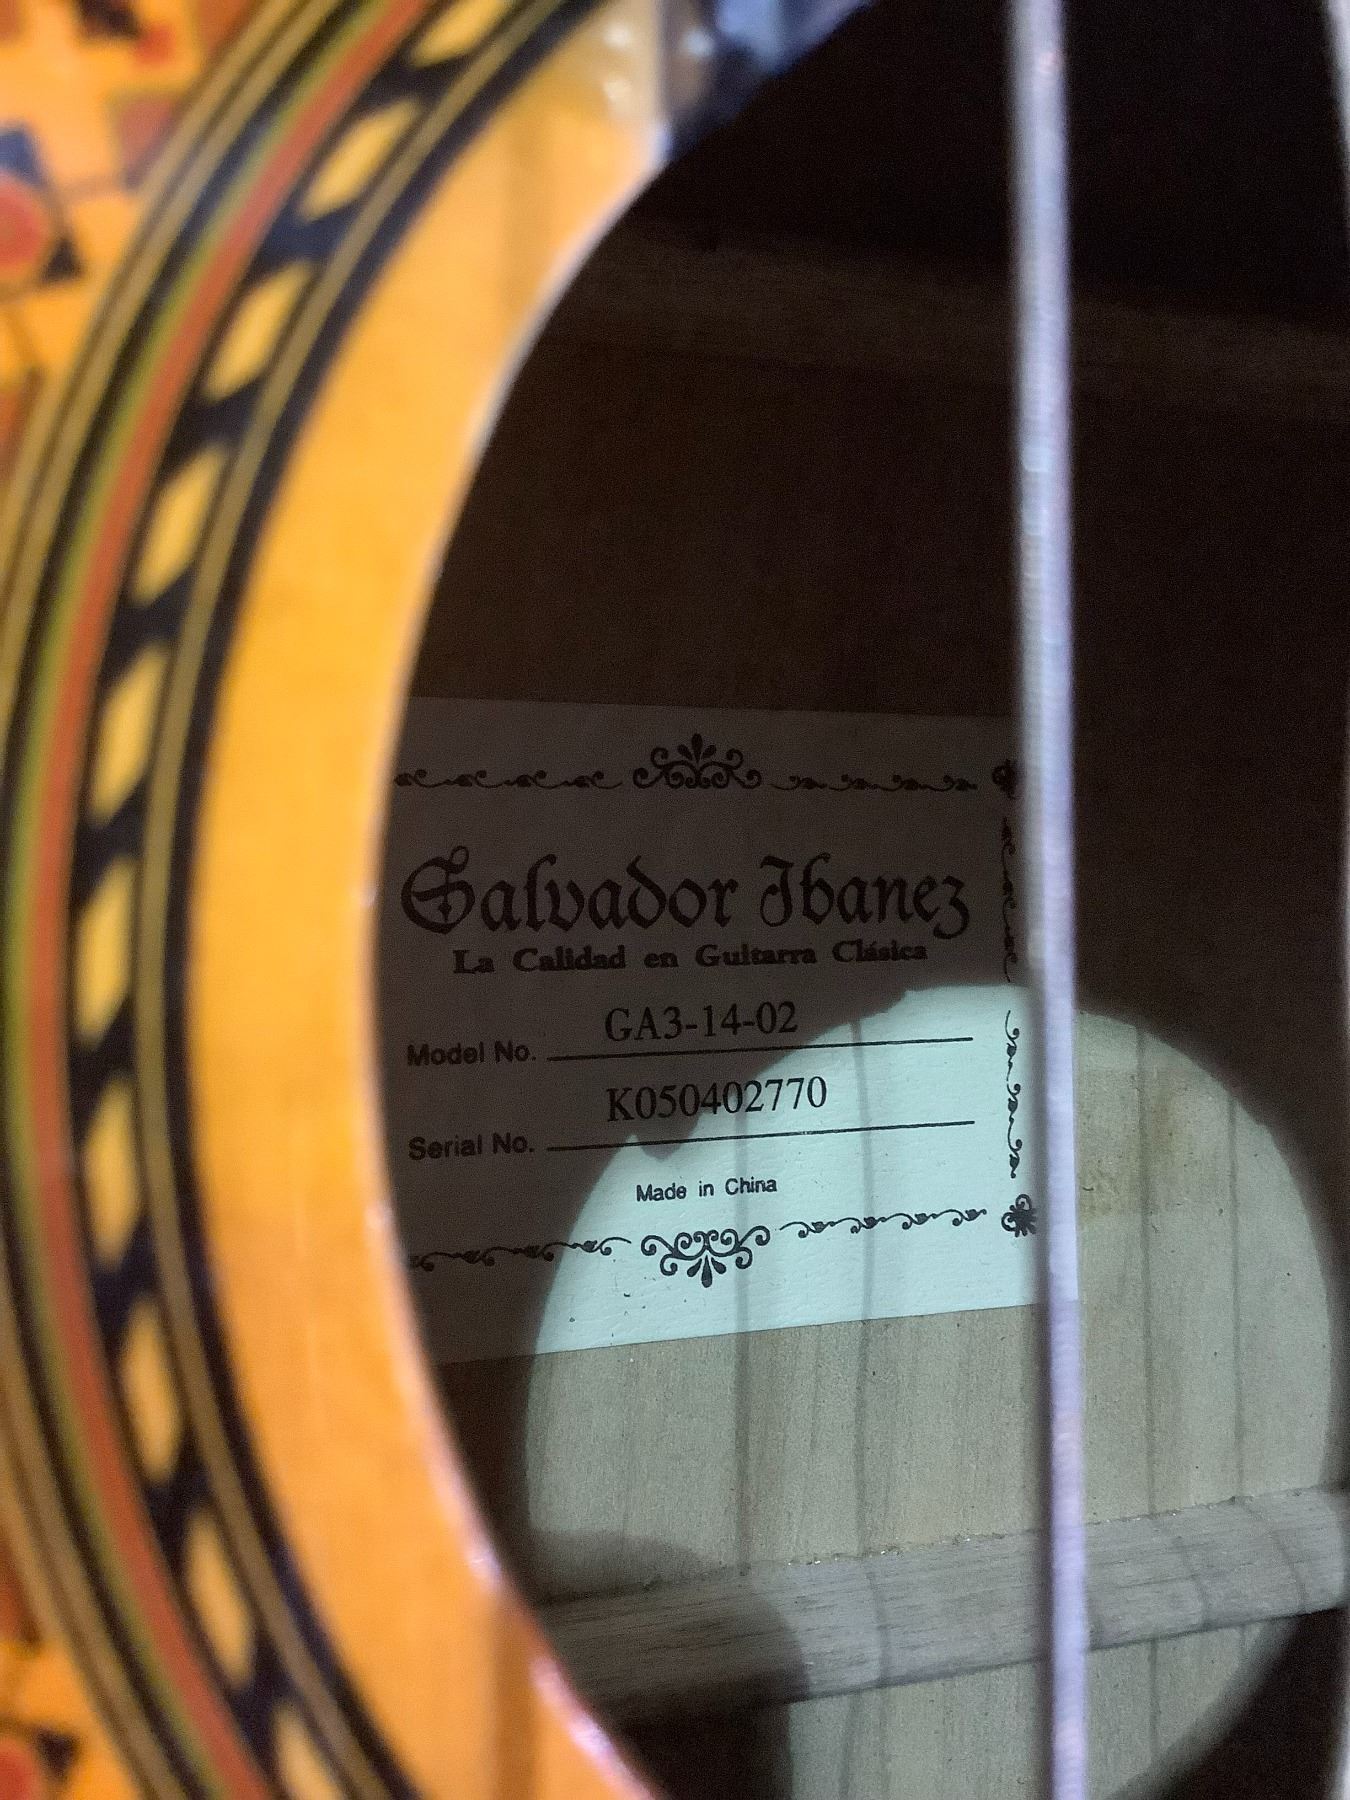 Salvador Ibanez
La Calidad en Guitarra Clásica
Model No. GA3-14-02
Serial No. K050402770
Made in China